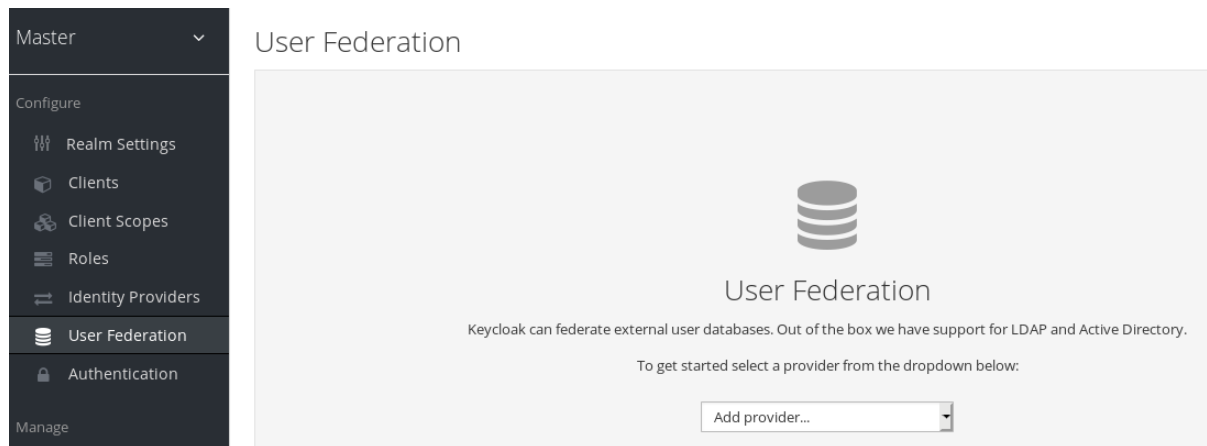 Master
Configure
Realm Settings
Clients
Client Scopes
Roles
Identity Providers
User Federation
Authentication
Manage
User Federation
User Federation
Keycloak can federate external user databases. Out of the box we have support for LDAP and Active Directory.
To get started select a provider from the dropdown below:
Add provider...